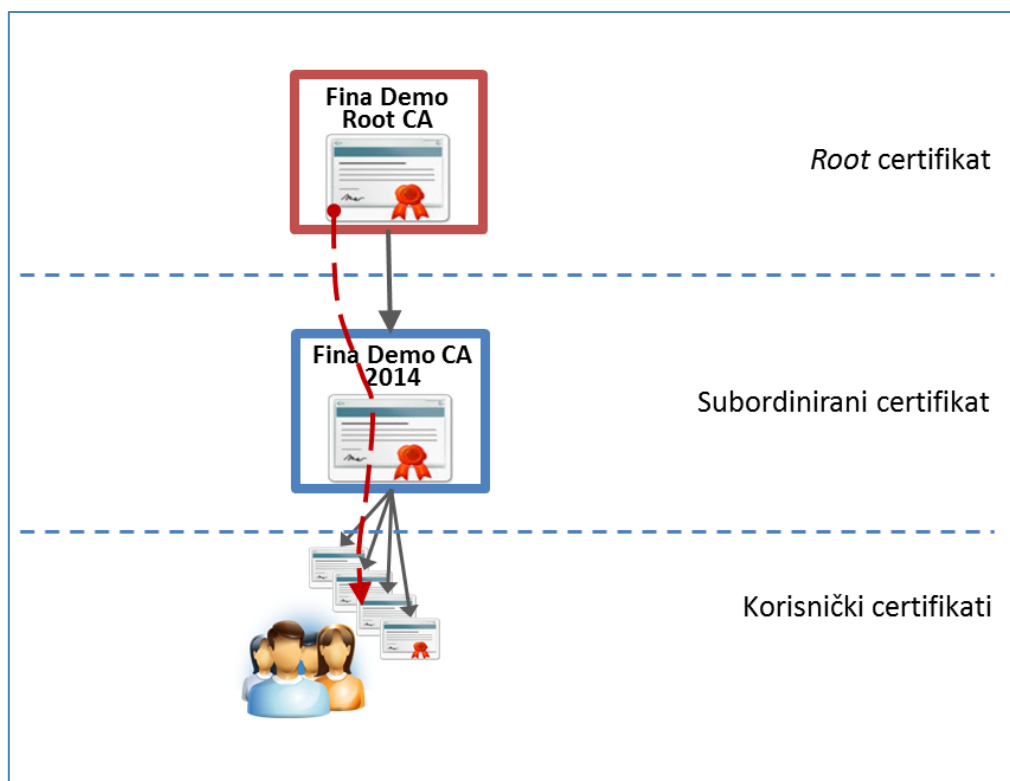 Fina Demo
Root CA
Root certifikat
Fina Demo CA
2014
Subordinirani certifikat
Korisnički certifikati